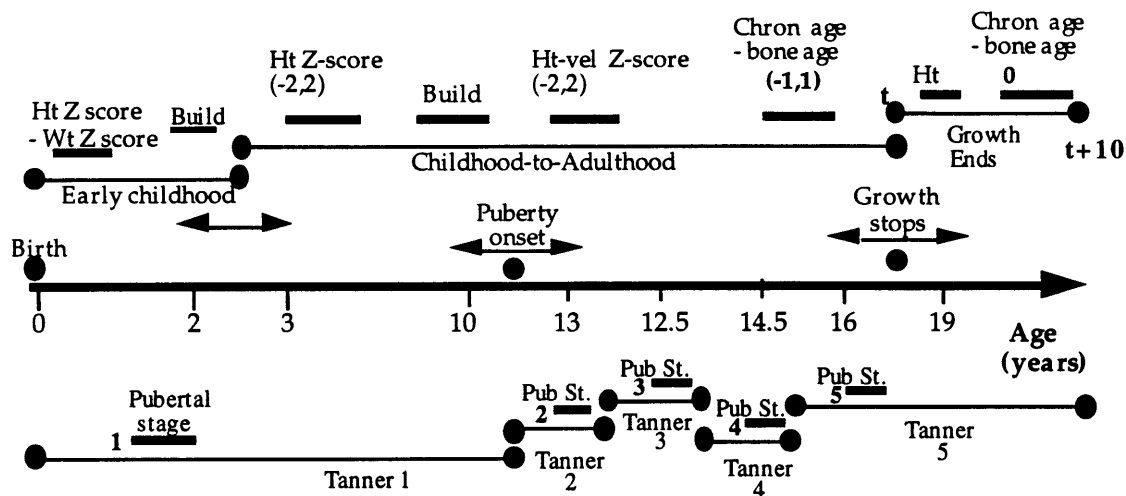 Ht Z score
- Wt Z score
Build
Ht Z-score
(-2,2)
Build
Ht-vel Z-score
(-2,2)
Chron age
- bone age
(-1,1)
t
Ht
Chron age
- bone age
0
Early childhood
Childhood-to-Adulthood
Growth
Ends
t+10
Birth
Puberty
onset
Growth
stops
0 2 3 10 13 12.5 14.5 16 19
Age
(years)
Pubertal
stage
1
Tanner 1
Pub St.
2
Tanner
2
Pub St.
3
Tanner
3
Pub St.
4
Tanner
4
Pub St.
5
Tanner
5